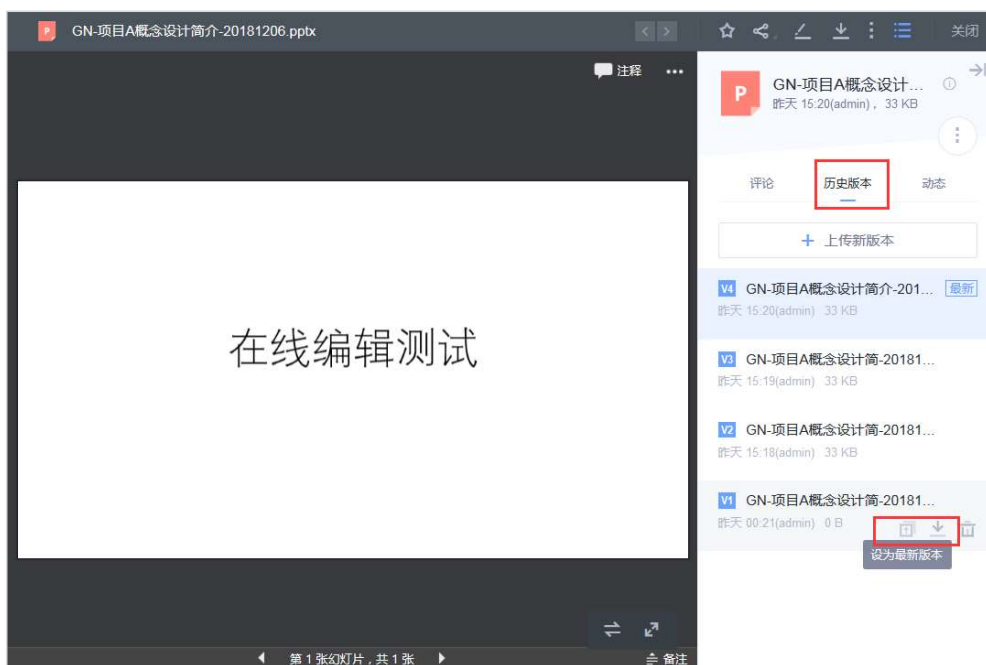 GN-项目A概念设计简介-20181206.pptx
关闭
注释
在线编辑测试
第 1 张幻灯片，共 1 张
备注
P GN-项目A概念设计...
昨天 15:20(admin)， 33 KB
评论 历史版本 动态
+ 上传新版本
V4 GN-项目A概念设计简介-201... 最新
昨天 15:20(admin) 33 KB
V3 GN-项目A概念设计简-20181...
昨天 15:19(admin) 33 KB
V2 GN-项目A概念设计简-20181...
昨天 15:18(admin) 33 KB
V1 GN-项目A概念设计简-20181...
昨天 00:21(admin) 0 B
设为最新版本